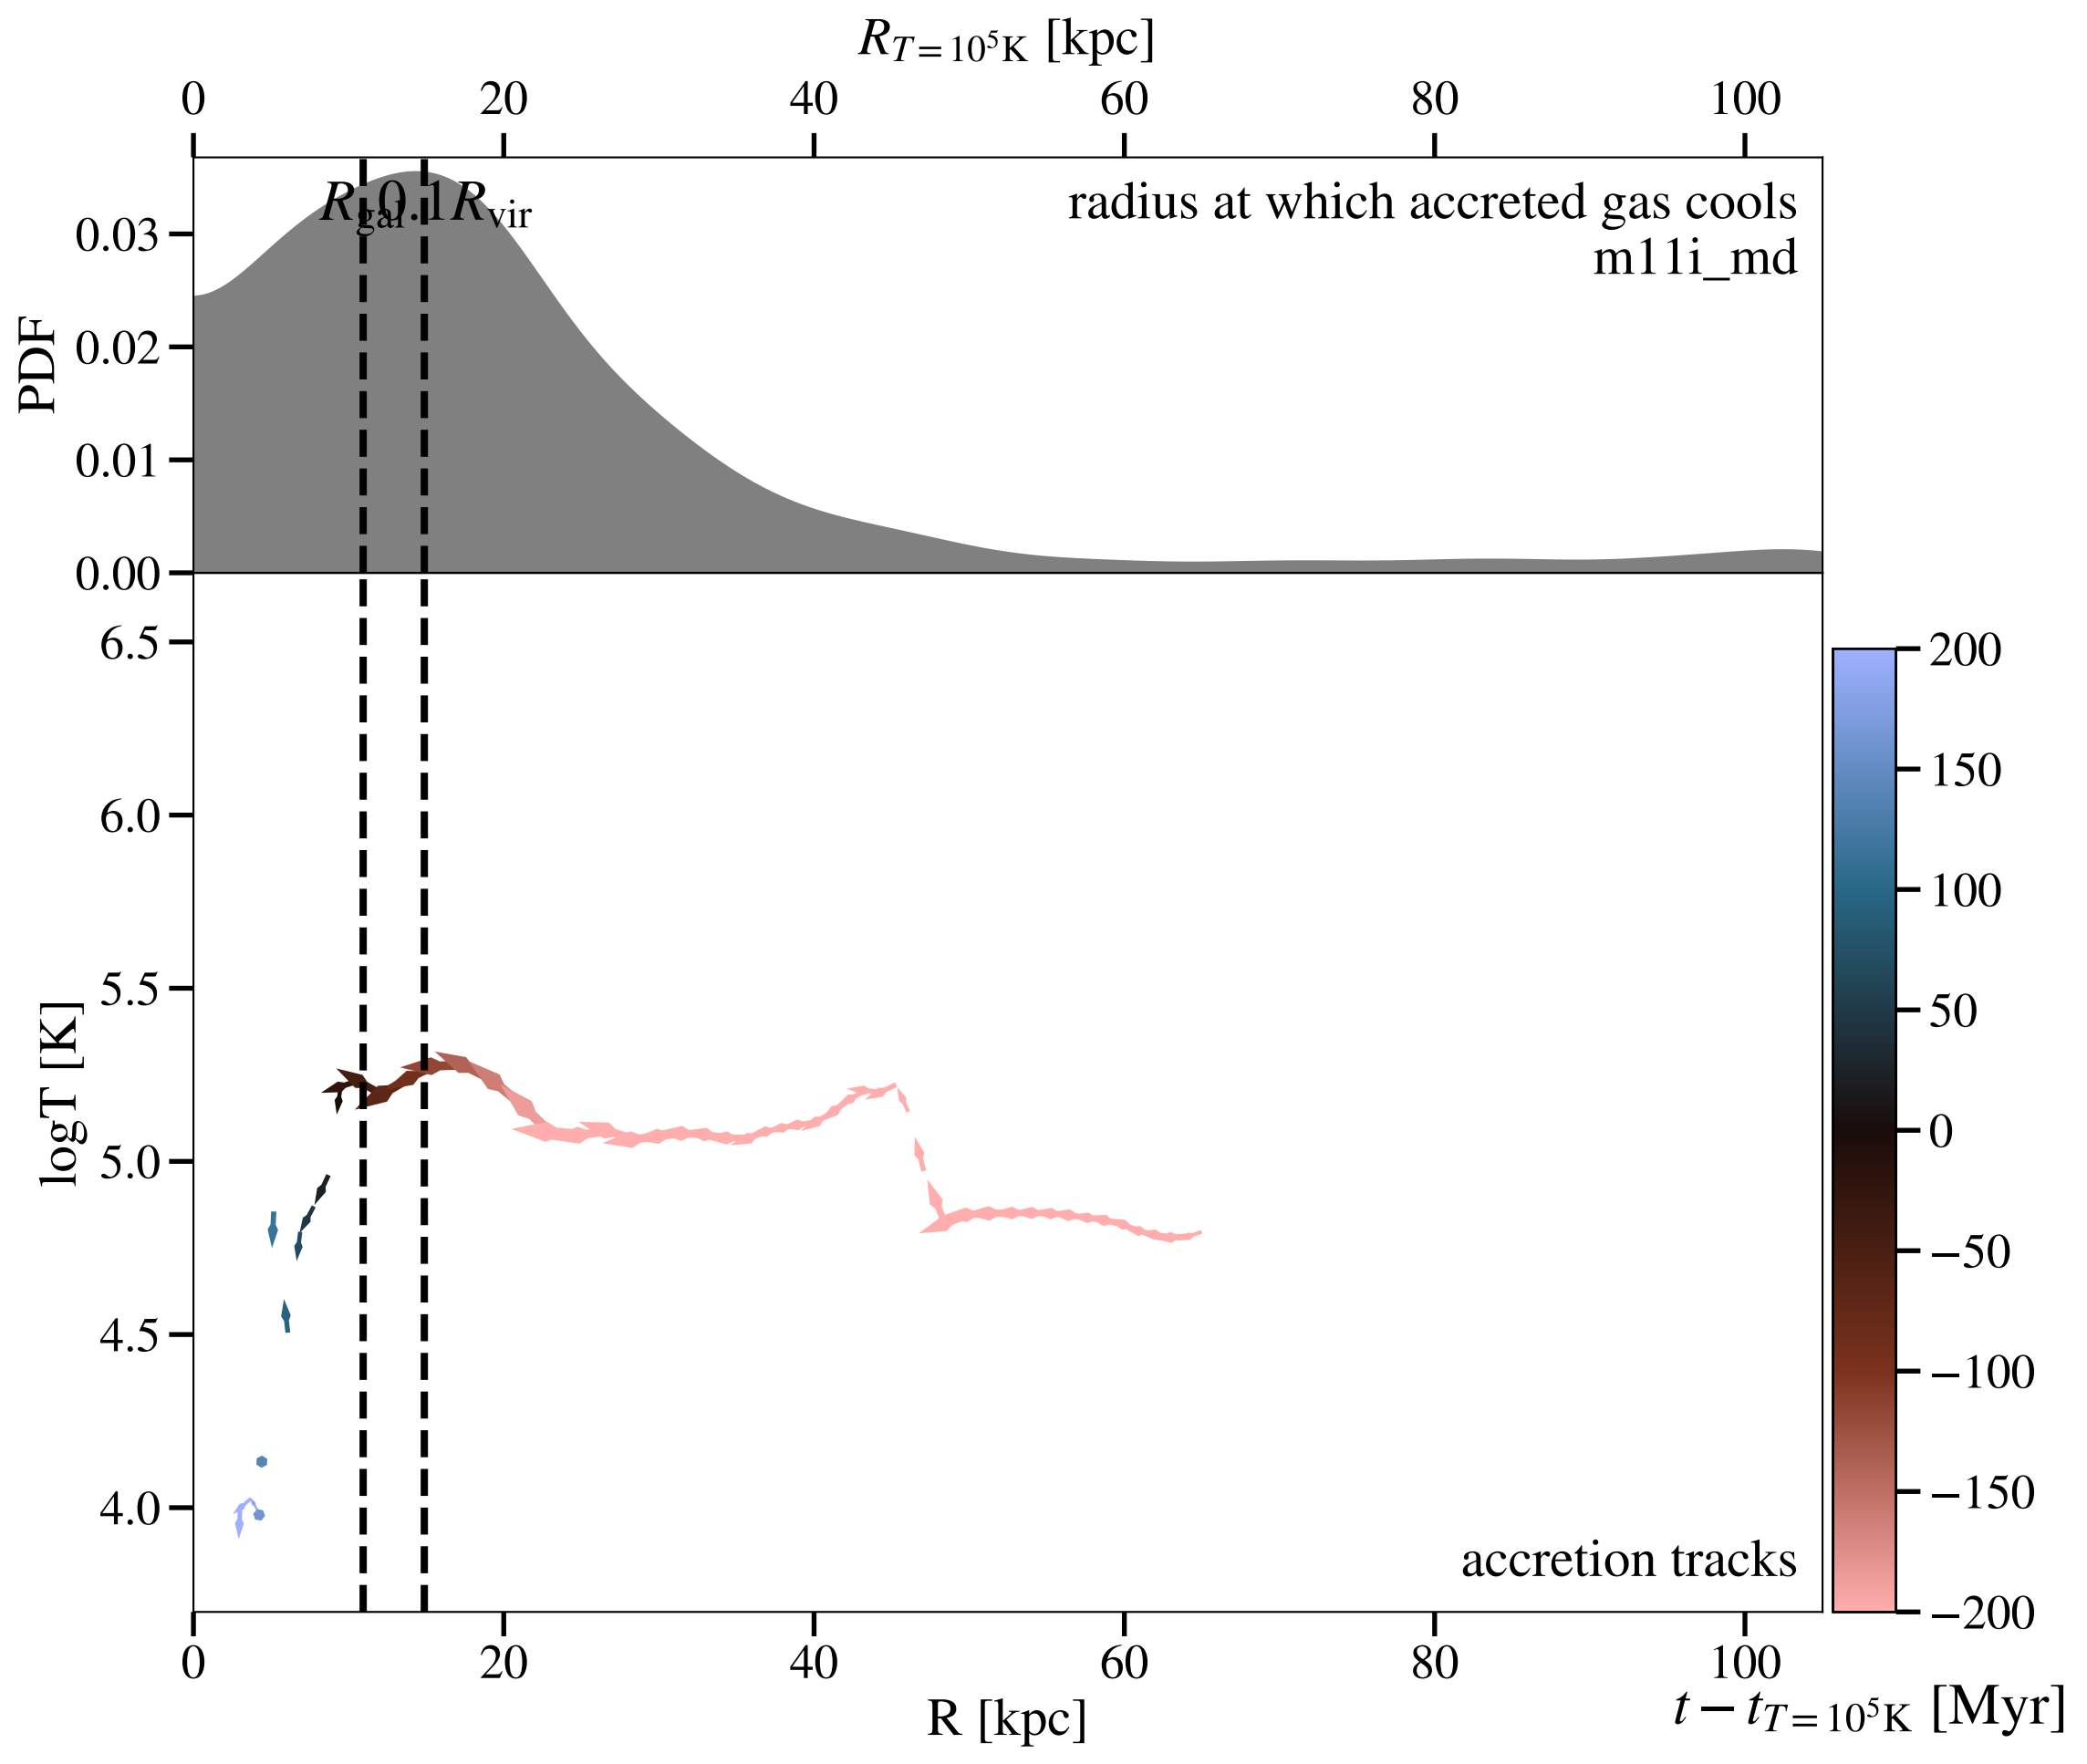 R_{T=10^5K} [kpc]
0 20 40 60 80 100
R_gal 0.1R_vir
radius at which accreted gas cools
m11i_md
PDF
0.03
0.02
0.01
0.00
6.5
6.0
5.5
5.0
4.5
4.0
logT [K]
accretion tracks
0 20 40 60 80 100
R [kpc]
200
150
100
50
0
−50
−100
−150
−200
t − t_{T=10^5K} [Myr]